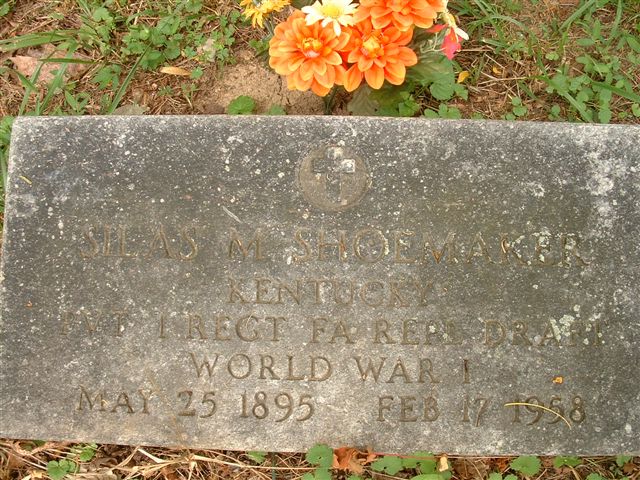 SILAS M SHOEMAKER
KENTUCKY
PVT 1 REGT FA REPL DRAFT
WORLD WAR I
MAY 25 1895 FEB 17 1958